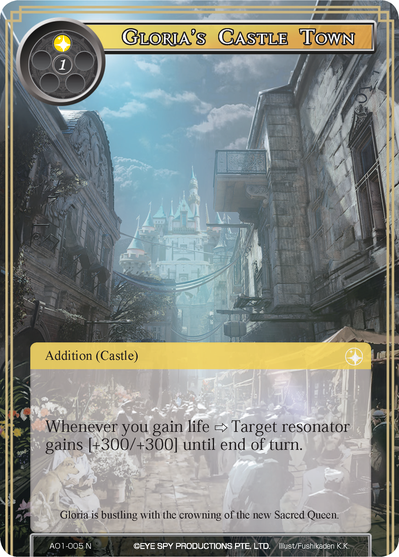 Gloria's Castle Town
1
Addition (Castle)
Whenever you gain life ⇨ Target resonator
gains [+300/+300] until end of turn.
Gloria is bustling with the crowning of the new Sacred Queen.
AO1-005 N ©EYE SPY PRODUCTIONS PTE. LTD. Illust/Fushikaden K.K.